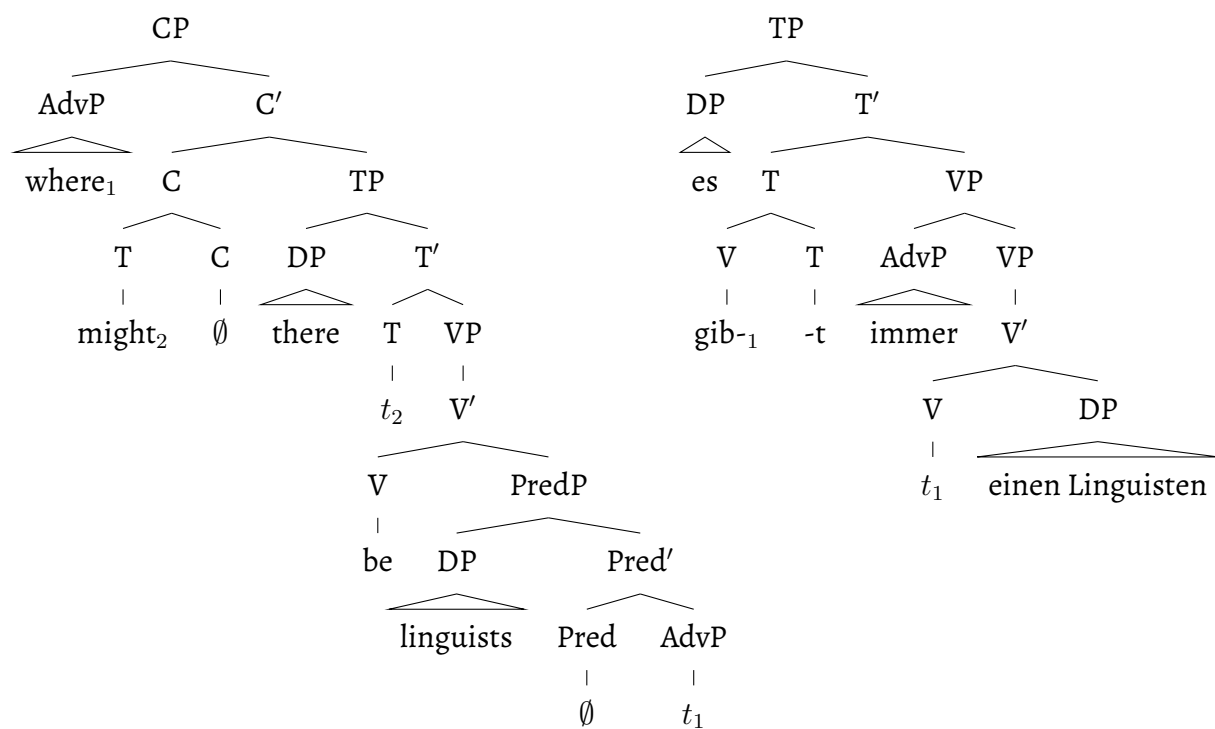 CP TP
AdvP C′ DP T′
where₁ C TP es T VP
T C DP T′ V T AdvP VP
might₂ ∅ there T VP gib-₁ -t immer V′
t₂ V′ V DP
V PredP t₁ einen Linguisten
be DP Pred′
linguists Pred AdvP
∅ t₁